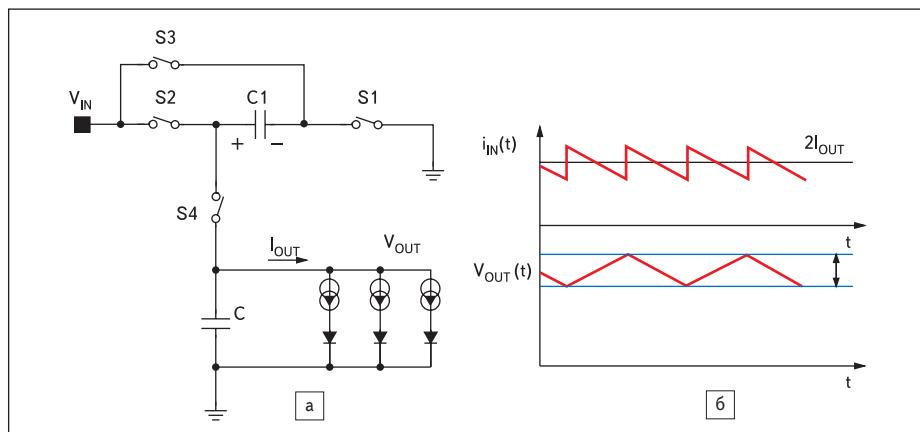 S3
V_IN
S2
C1
S1
+
−
S4
I_OUT
V_OUT
C
а
i_IN(t)
2I_OUT
t
V_OUT(t)
t
б